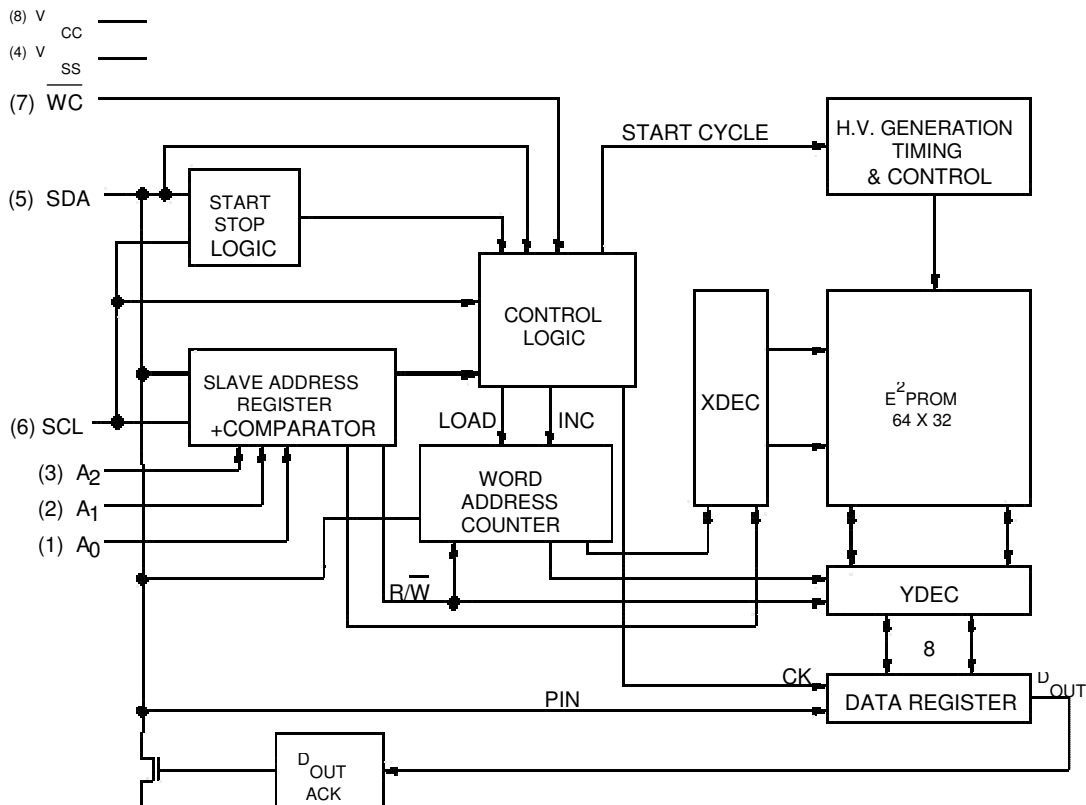 (8) V CC
(4) V SS
(7) WC
START CYCLE
H.V. GENERATION
TIMING
& CONTROL
(5) SDA
START
STOP
LOGIC
CONTROL
LOGIC
XDEC
E2PROM
64 X 32
SLAVE ADDRESS
REGISTER
+COMPARATOR
(6) SCL
LOAD
INC
(3) A2
(2) A1
(1) A0
WORD
ADDRESS
COUNTER
R/W
YDEC
8
CK
DOUT
PIN
DATA REGISTER
DOUT
ACK